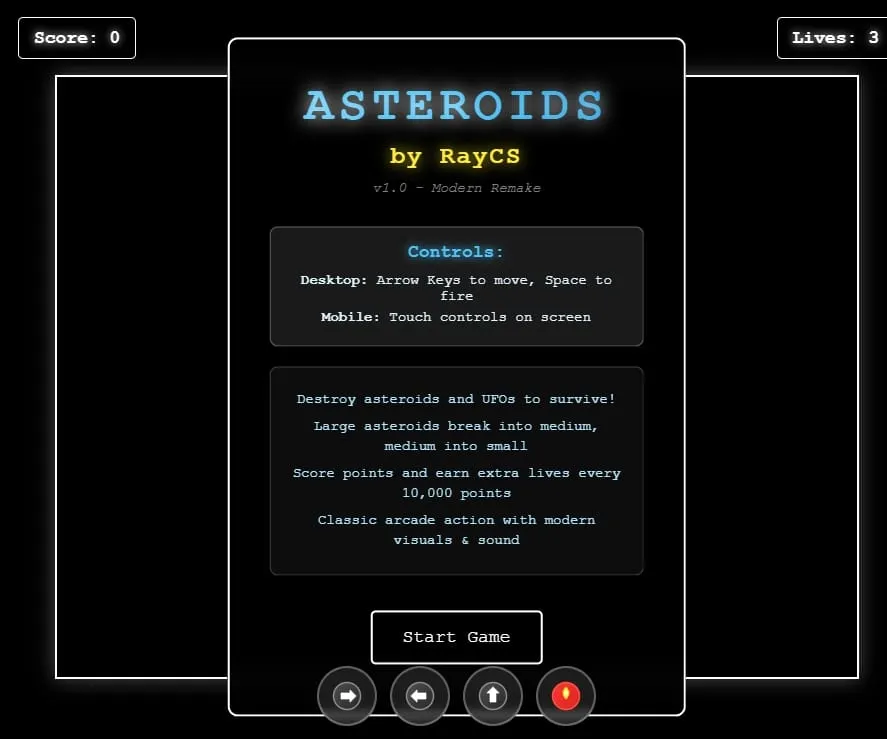 Score: 0
Lives: 3
ASTEROIDS
by RayCS
v1.0 - Modern Remake
Controls:
Desktop: Arrow Keys to move, Space to
fire
Mobile: Touch controls on screen
Destroy asteroids and UFOs to survive!
Large asteroids break into medium,
medium into small
Score points and earn extra lives every
10,000 points
Classic arcade action with modern
visuals & sound
Start Game